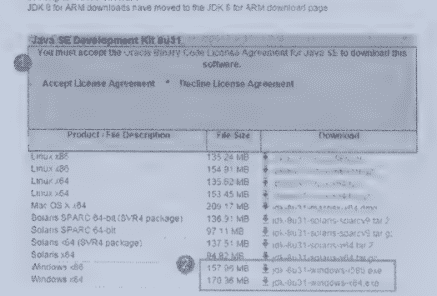 JDK 8 for ARM downloads have moved to the JDK 8 for ARM download page
Java SE Development Kit 8u31
You must accept the Oracle Binary Code License Agreement for Java SE to download this
software.
1
Accept License Agreement Decline License Agreement
Product / File Description File Size Download
Linux x86 135.24 MB
Linux x86 154.91 MB
Linux x64 135.62 MB
Linux x64 153.45 MB
Mac OS X x64 209.17 MB
Solaris SPARC 64-bit (SVR4 package) 136.91 MB
Solaris SPARC 64-bit 97.11 MB
Solaris x64 (SVR4 package) 137.51 MB
Solaris x64 94.82 MB
2
Windows x86 157.96 MB jdk-8u31-windows-i586.exe
Windows x64 170.36 MB jdk-8u31-windows-x64.exe